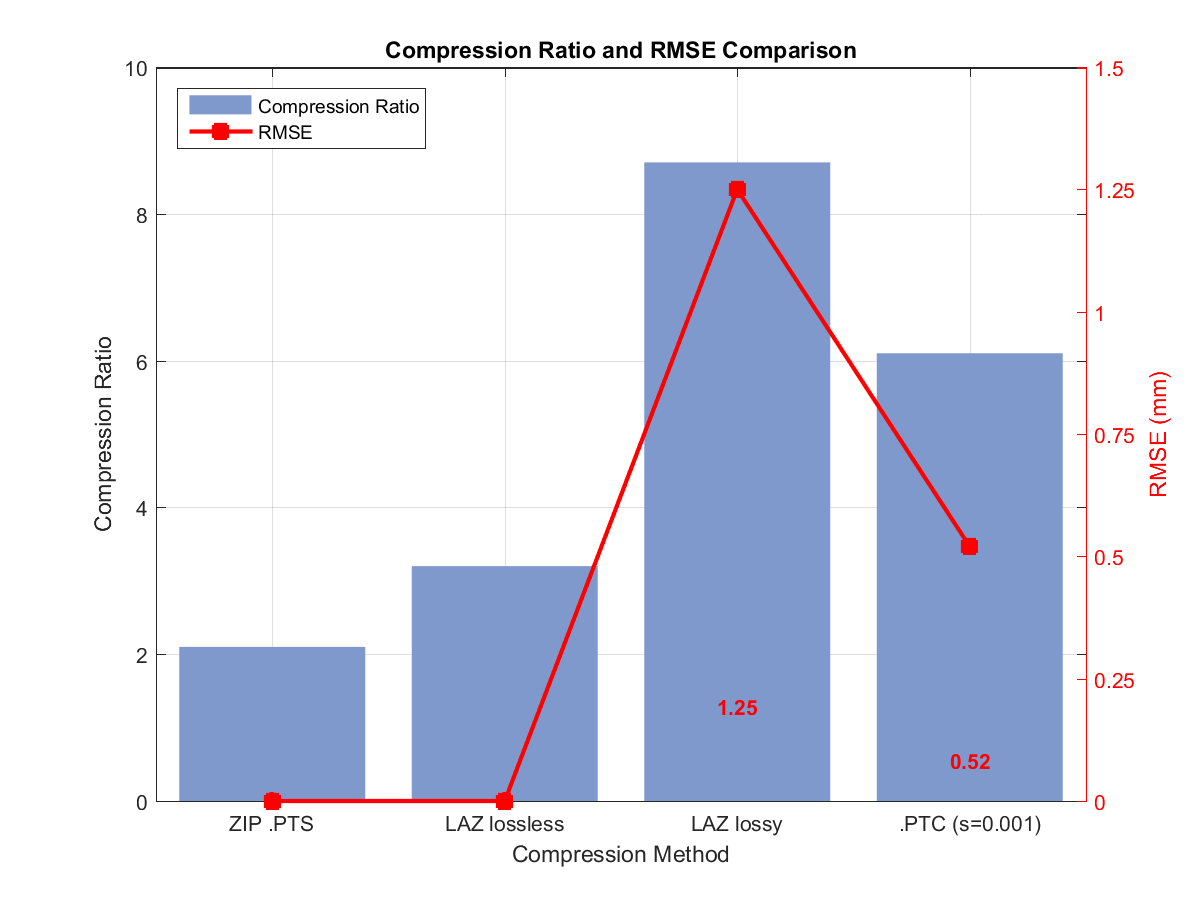 Compression Ratio and RMSE Comparison
Compression Ratio
RMSE
10
8
6
4
2
0
Compression Ratio
1.5
1.25
1
0.75
0.5
0.25
0
RMSE (mm)
1.25
0.52
ZIP .PTS
LAZ lossless
LAZ lossy
.PTC (s=0.001)
Compression Method